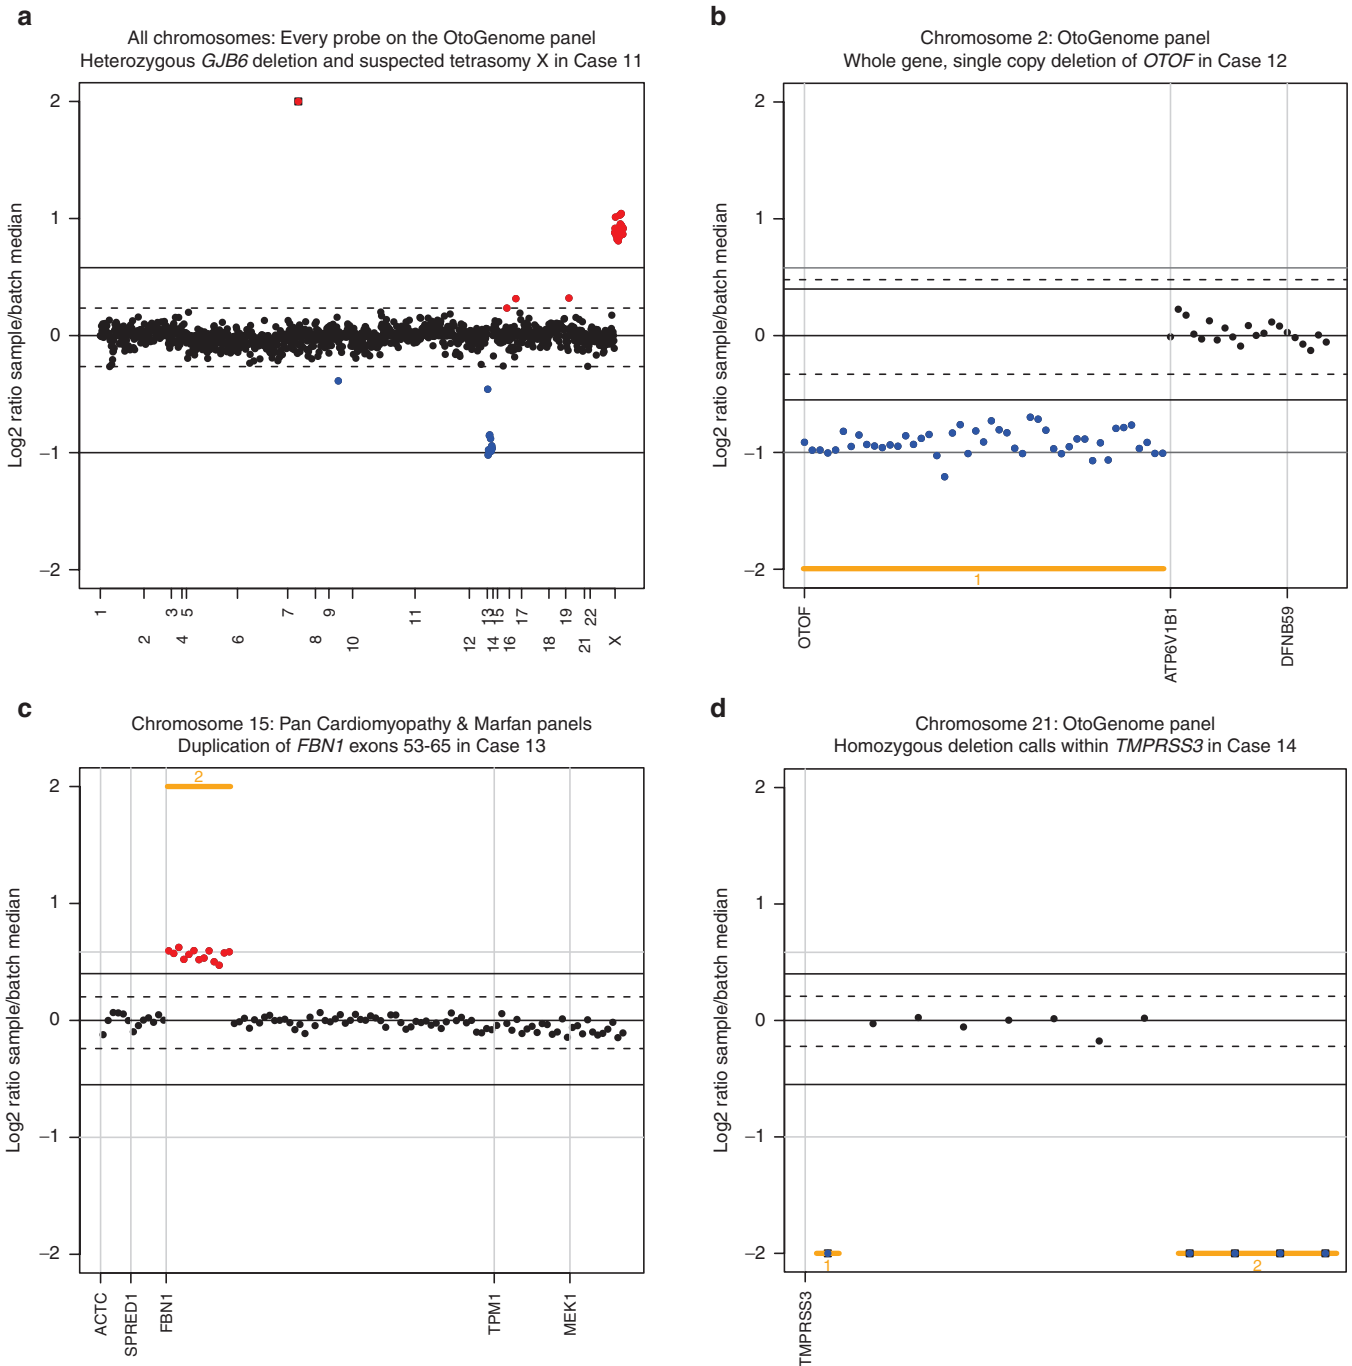 a
All chromosomes: Every probe on the OtoGenome panel
Heterozygous GJB6 deletion and suspected tetrasomy X in Case 11
Log2 ratio sample/batch median
2
1
0
−1
−2
1
2
3
4
5
6
7
8
9
10
11
12
13
14
15
16
17
18
19
21
22
X
b
Chromosome 2: OtoGenome panel
Whole gene, single copy deletion of OTOF in Case 12
Log2 ratio sample/batch median
2
1
0
−1
−2
1
OTOF
ATP6V1B1
DFNB59
c
Chromosome 15: Pan Cardiomyopathy & Marfan panels
Duplication of FBN1 exons 53-65 in Case 13
Log2 ratio sample/batch median
2
1
0
−1
−2
2
ACTC
SPRED1
FBN1
TPM1
MEK1
d
Chromosome 21: OtoGenome panel
Homozygous deletion calls within TMPRSS3 in Case 14
Log2 ratio sample/batch median
2
1
0
−1
−2
1
2
TMPRSS3